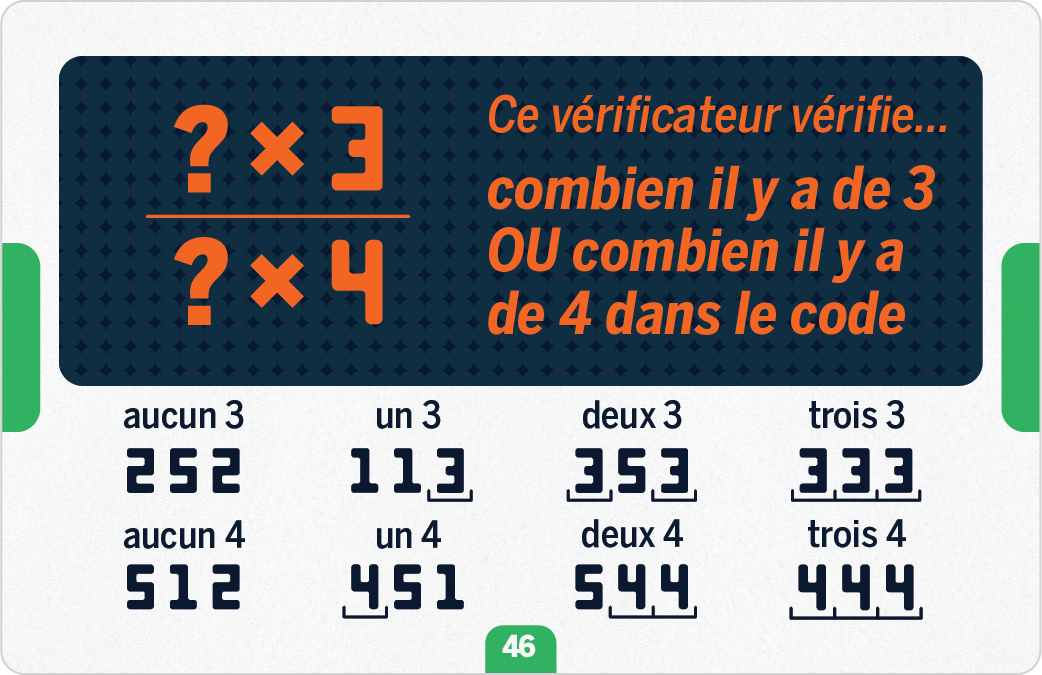 ? × 3
? × 4
Ce vérificateur vérifie...
combien il y a de 3
OU combien il y a
de 4 dans le code
aucun 3 un 3 deux 3 trois 3
252 113 353 333
aucun 4 un 4 deux 4 trois 4
512 451 544 444
46